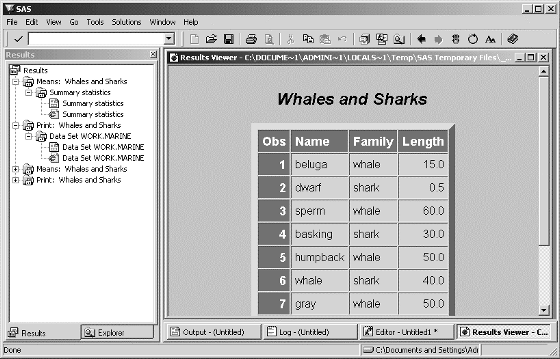 SAS
File Edit View Go Tools Solutions Window Help
Results
Results
Means: Whales and Sharks
Summary statistics
Summary statistics
Summary statistics
Print: Whales and Sharks
Data Set WORK.MARINE
Data Set WORK.MARINE
Data Set WORK.MARINE
Means: Whales and Sharks
Print: Whales and Sharks
Results Explorer
Results Viewer - C:\DOCUME~1\ADMINI~1\LOCALS~1\Temp\SAS Temporary Files\_...
Whales and Sharks
Obs Name Family Length
1 beluga whale 15.0
2 dwarf shark 0.5
3 sperm whale 60.0
4 basking shark 30.0
5 humpback whale 50.0
6 whale shark 40.0
7 gray whale 50.0
Output - (Untitled) Log - (Untitled) Editor - Untitled1 * Results Viewer - C...
Done
C:\Documents and Settings\Adı